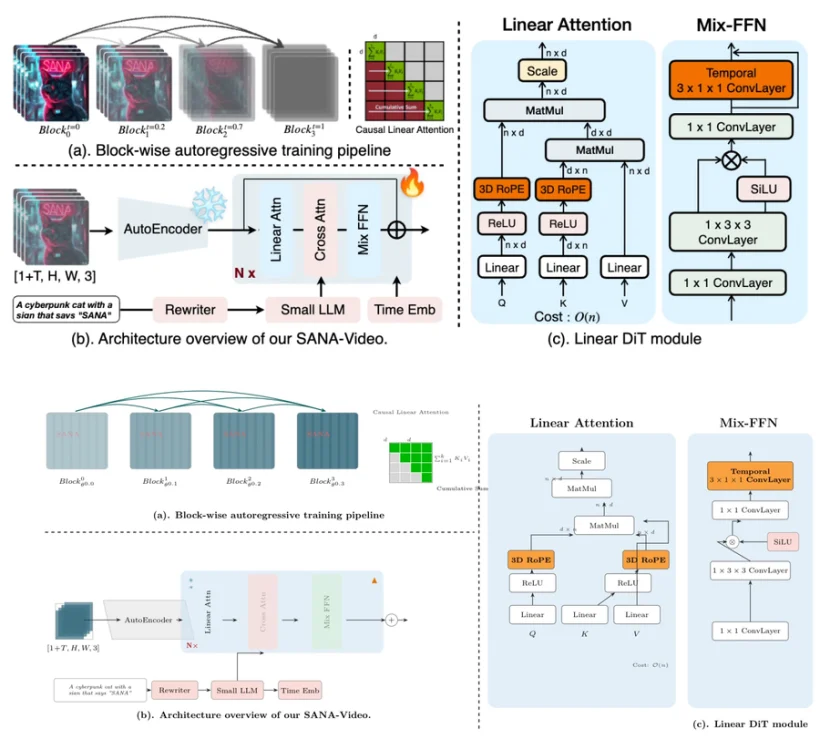 SANA SANA SANA
d
d
Cumulative Sum
Block₀ᵗ⁼⁰ Block₁ᵗ⁼⁰·² Block₂ᵗ⁼⁰·⁷ Block₃ᵗ⁼¹
Causal Linear Attention
(a). Block-wise autoregressive training pipeline
SANA
AutoEncoder
Linear Attn
Cross Attn
Mix FFN
N x
[1+T, H, W, 3]
A cyberpunk cat with a
sign that says "SANA"
Rewriter
Small LLM
Time Emb
(b). Architecture overview of our SANA-Video.
Linear Attention
n x d
Scale
n x d
MatMul
n x d
d x d
MatMul
d x n
n x d
3D RoPE
3D RoPE
ReLU
ReLU
n x d
d x n
Linear
Linear
Linear
Q
K
V
Cost : O(n)
Mix-FFN
Temporal
3 x 1 x 1 ConvLayer
1 x 1 ConvLayer
SiLU
1 x 3 x 3
ConvLayer
1 x 1 ConvLayer
(c). Linear DiT module
Causal Linear Attention
d d
Cumulative Sum
(a). Block-wise autoregressive training pipeline
AutoEncoder
Linear Attn
Cross Attn
Mix FFN
N×
[1+T, H, W, 3]
A cyberpunk cat with a
sign that says "SANA"
Rewriter
Small LLM
Time Emb
(b). Architecture overview of our SANA-Video.
Linear Attention
Scale
n × d
MatMul
n × d
MatMul
d × n
3D RoPE
3D RoPE
ReLU
ReLU
Linear
Linear
Linear
Q
K
V
Cost: O(n)
Mix-FFN
Temporal
3 × 1 × 1 ConvLayer
1 × 1 ConvLayer
SiLU
1 × 3 × 3 ConvLayer
1 × 1 ConvLayer
(c). Linear DiT module